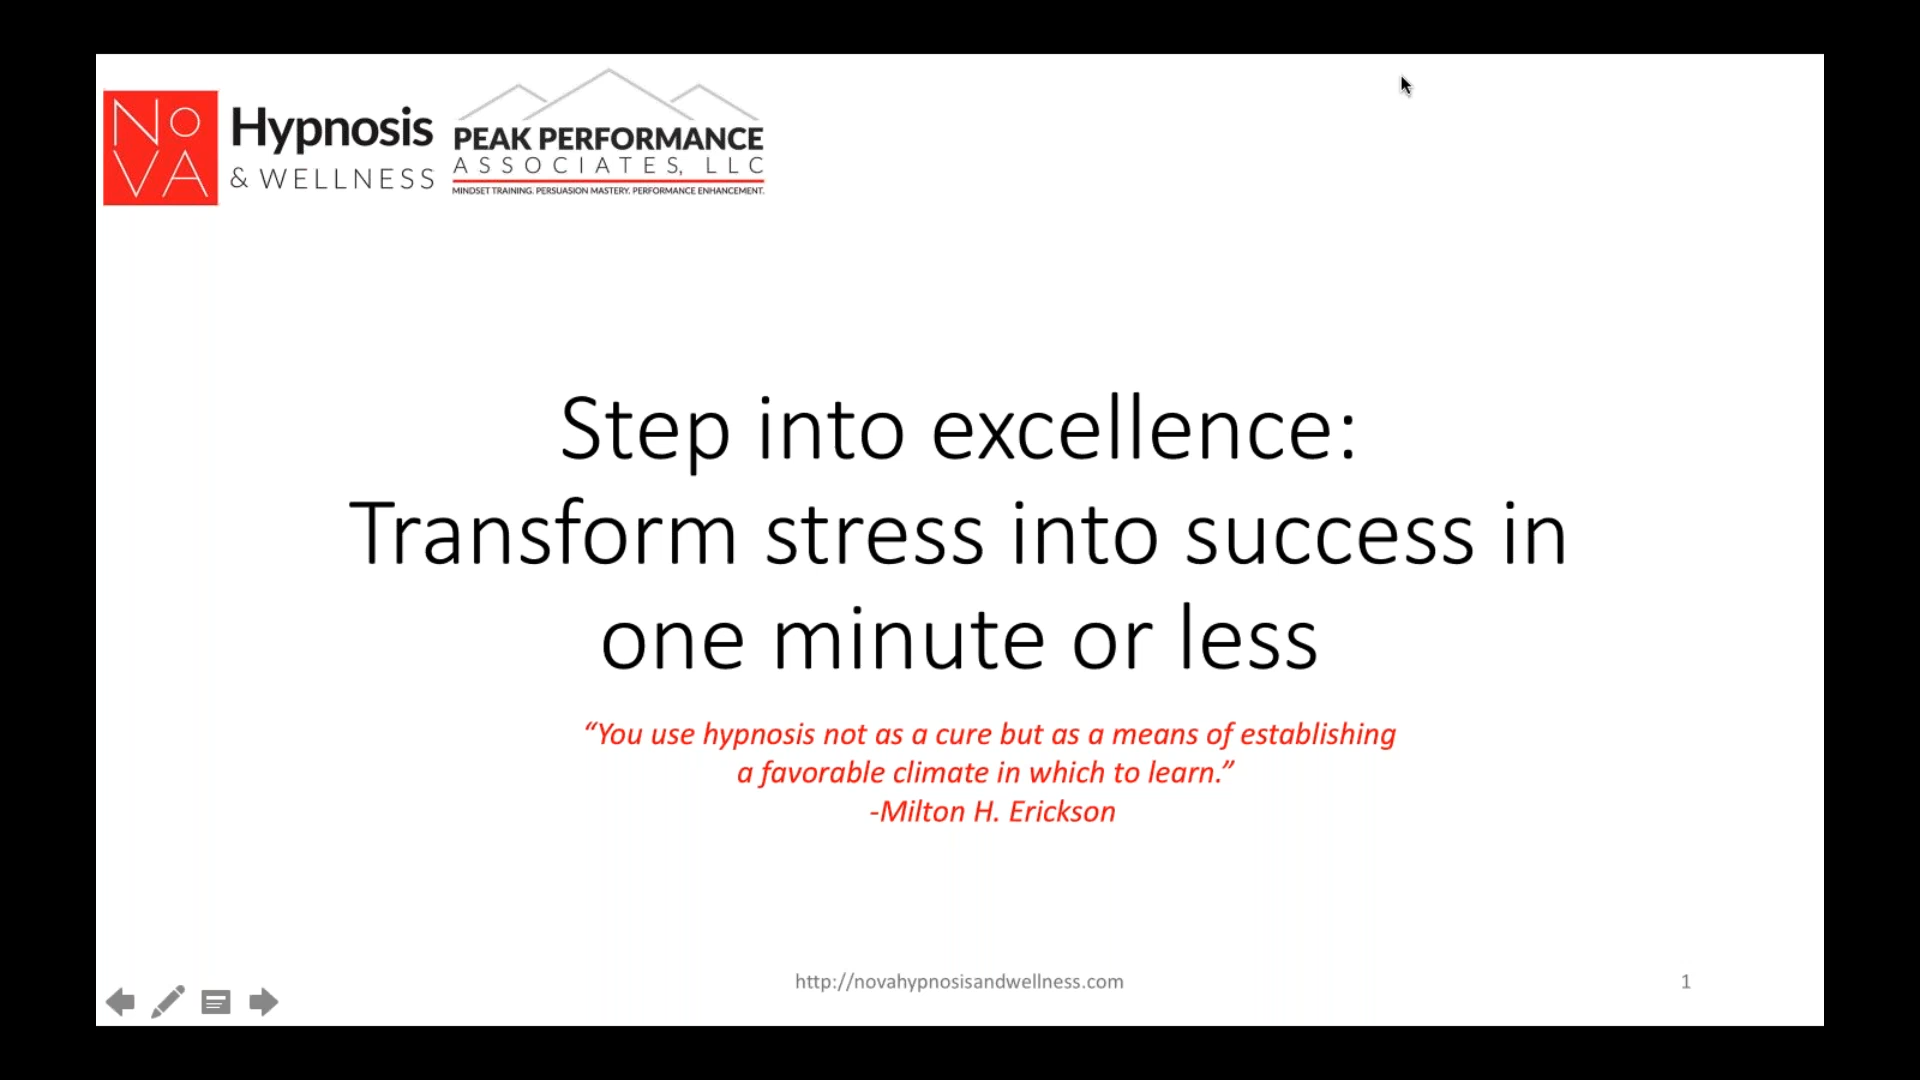 No
VA
Hypnosis
& WELLNESS
PEAK PERFORMANCE
ASSOCIATES, LLC
MINDSET TRAINING. PERSUASION MASTERY. PERFORMANCE ENHANCEMENT.
Step into excellence:
Transform stress into success in
one minute or less
“You use hypnosis not as a cure but as a means of establishing
a favorable climate in which to learn.”
-Milton H. Erickson
http://novahypnosisandwellness.com
1